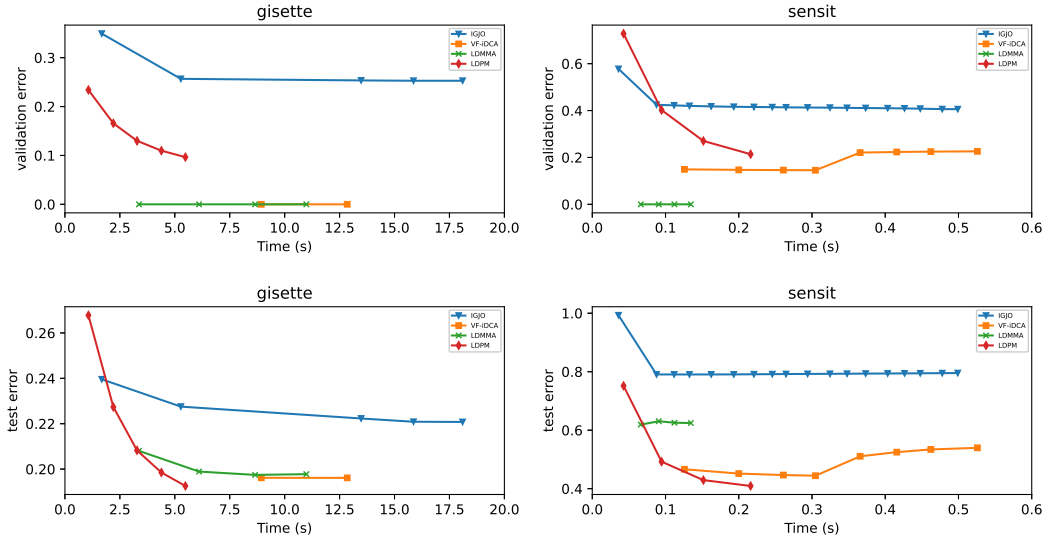 gisette
validation error
0.3
0.2
0.1
0.0
IGJO
VF-iDCA
LDMMA
LDPM
0.0 2.5 5.0 7.5 10.0 12.5 15.0 17.5 20.0
Time (s)
sensit
validation error
0.6
0.4
0.2
0.0
IGJO
VF-iDCA
LDMMA
LDPM
0.0 0.1 0.2 0.3 0.4 0.5 0.6
Time (s)
gisette
test error
0.26
0.24
0.22
0.20
IGJO
VF-iDCA
LDMMA
LDPM
0.0 2.5 5.0 7.5 10.0 12.5 15.0 17.5 20.0
Time (s)
sensit
test error
1.0
0.8
0.6
0.4
IGJO
VF-iDCA
LDMMA
LDPM
0.0 0.1 0.2 0.3 0.4 0.5 0.6
Time (s)